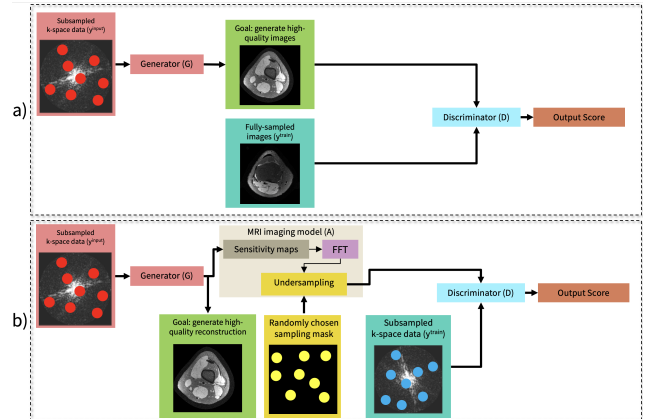 a)
Subsampled
k-space data (y^input)
Generator (G)
Goal: generate high-
quality images
Fully-sampled
images (y^train)
Discriminator (D)
Output Score
b)
Subsampled
k-space data (y^input)
Generator (G)
MRI imaging model (A)
Sensitivity maps
FFT
Undersampling
Goal: generate high-
quality reconstruction
Randomly chosen
sampling mask
Subsampled
k-space data (y^train)
Discriminator (D)
Output Score